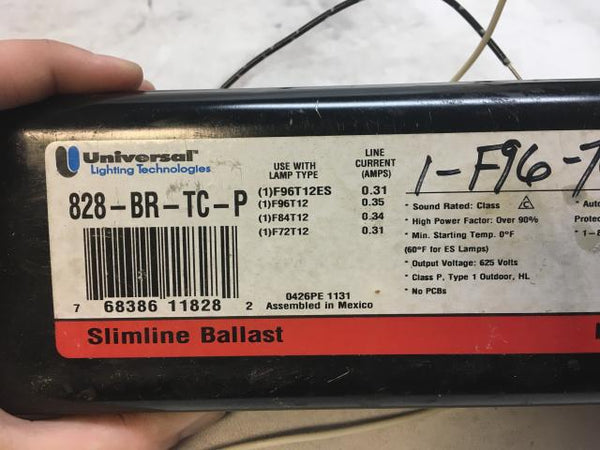 Universal
Lighting Technologies
828-BR-TC-P
7 68386 11828 2
USE WITH
LAMP TYPE
LINE
CURRENT
(AMPS)
(1)F96T12ES 0.31
(1)F96T12 0.35
(1)F84T12 0.34
(1)F72T12 0.31
0426PE 1131
Assembled in Mexico
1-F96-
* Sound Rated: Class C
* High Power Factor: Over 90%
* Min. Starting Temp. 0°F
(60°F for ES Lamps)
* Output Voltage: 625 Volts
* Class P, Type 1 Outdoor, HL
* No PCBs
Slimline Ballast